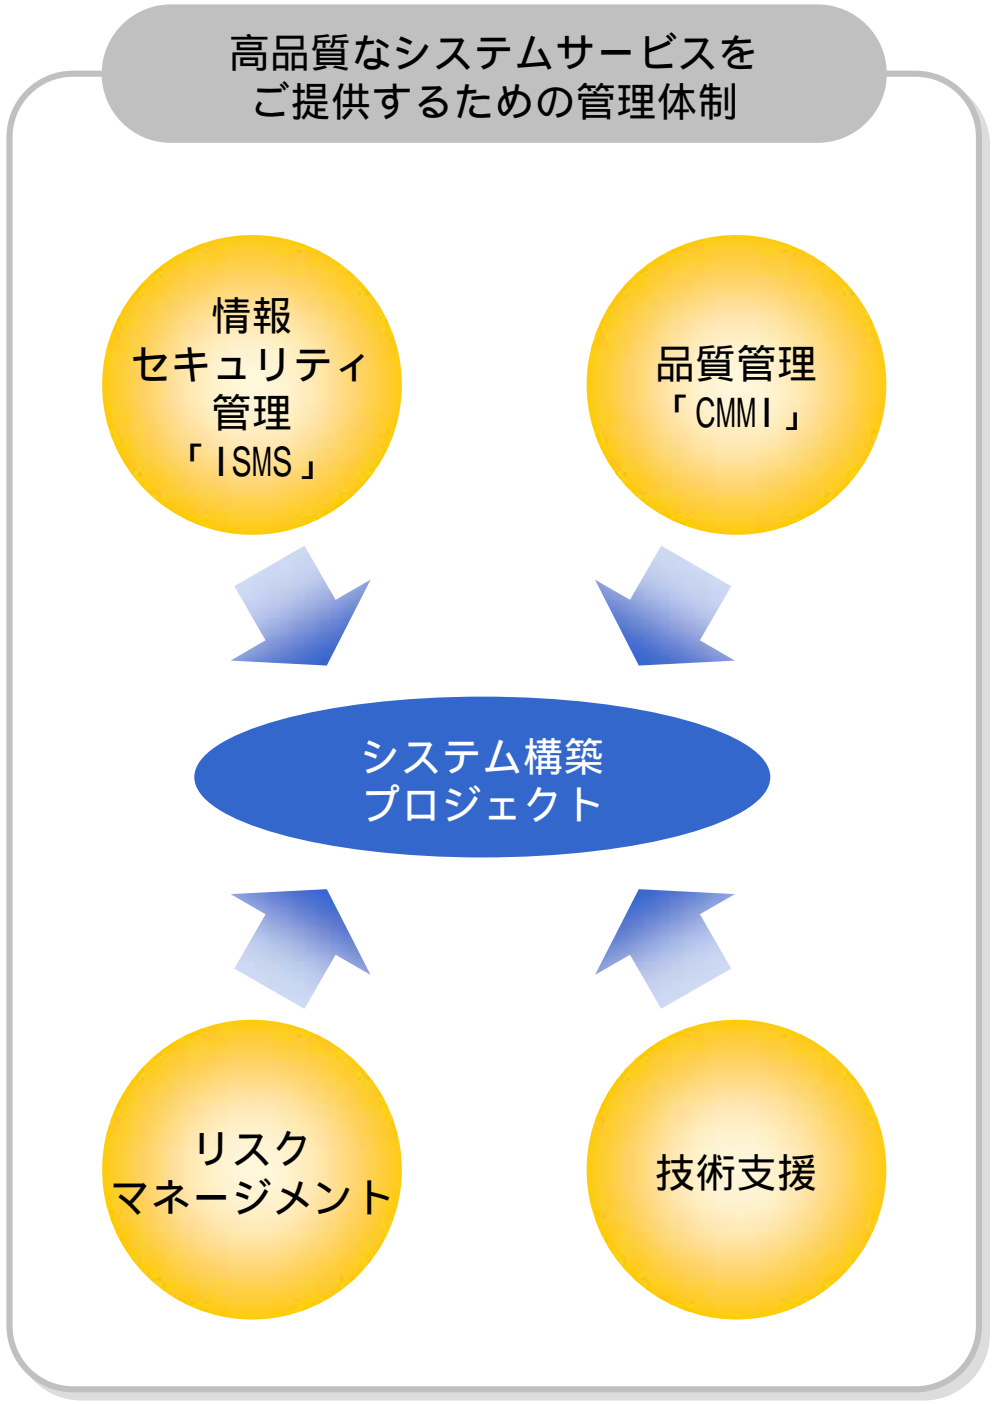 高品質なシステムサービスを
ご提供するための管理体制
情報
セキュリティ
管理
「ISMS」
品質管理
「CMMI」
システム構築
プロジェクト
リスク
マネージメント
技術支援